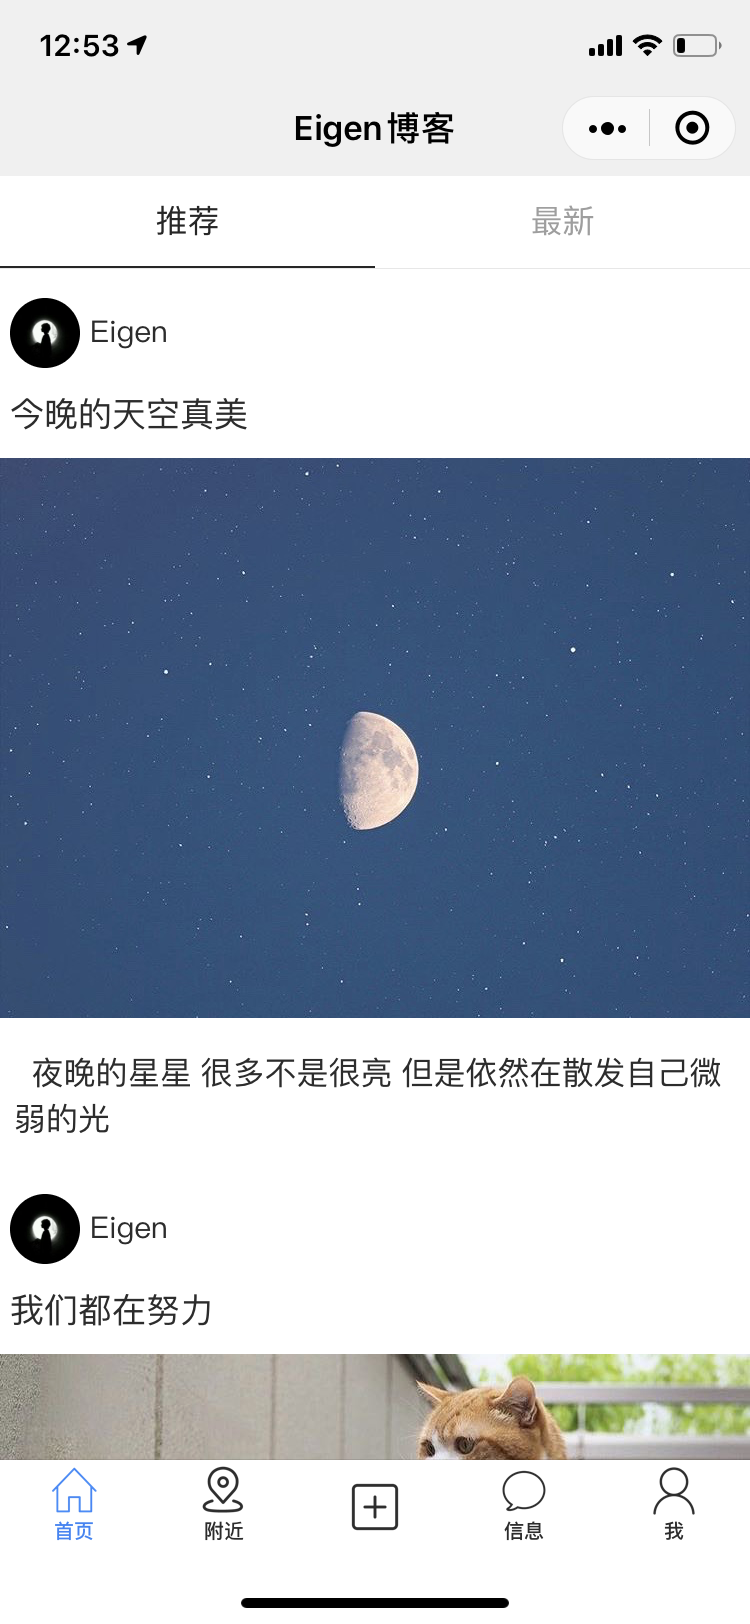 12:53
Eigen博客
推荐
最新
Eigen
今晚的天空真美
夜晚的星星 很多不是很亮 但是依然在散发自己微
弱的光
Eigen
我们都在努力
首页
附近
信息
我